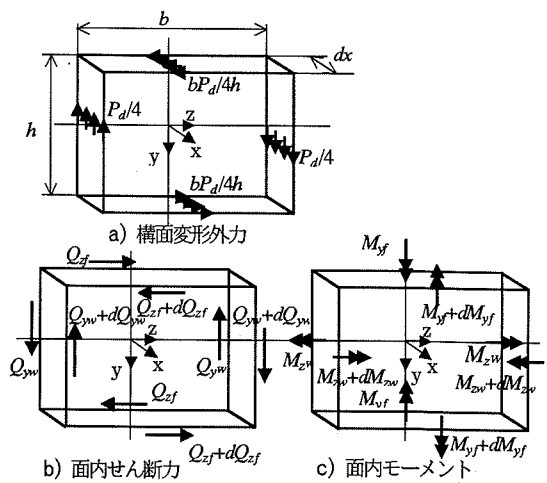 b
dx
bP_d/4h
P_d/4
h
z
x
y
P_d/4
bP_d/4h
a）横面変形外力
Q_zf
M_yf
Q_yw+dQ_yw
Q_zf+dQ_zf
Q_yw+dQ_yw
M_yf+dM_yf
Q_yw
z
x
y
Q_yw
M_zw
z
x
y
M_zw
M_zw+dM_zw
M_zw+dM_zw
Q_zf
M_yf
Q_zf+dQ_zf
M_yf+dM_yf
b）面内せん断力
c）面内モーメント